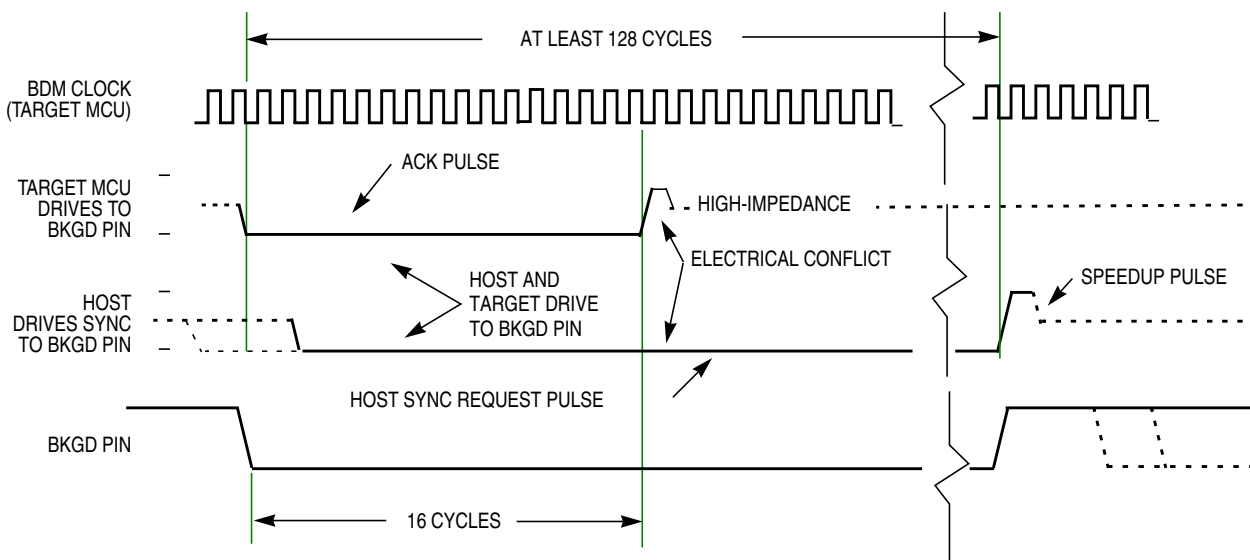 AT LEAST 128 CYCLES
BDM CLOCK
(TARGET MCU)
ACK PULSE
TARGET MCU
DRIVES TO
BKGD PIN
HIGH-IMPEDANCE
ELECTRICAL CONFLICT
HOST AND
TARGET DRIVE
TO BKGD PIN
SPEEDUP PULSE
HOST
DRIVES SYNC
TO BKGD PIN
HOST SYNC REQUEST PULSE
BKGD PIN
16 CYCLES